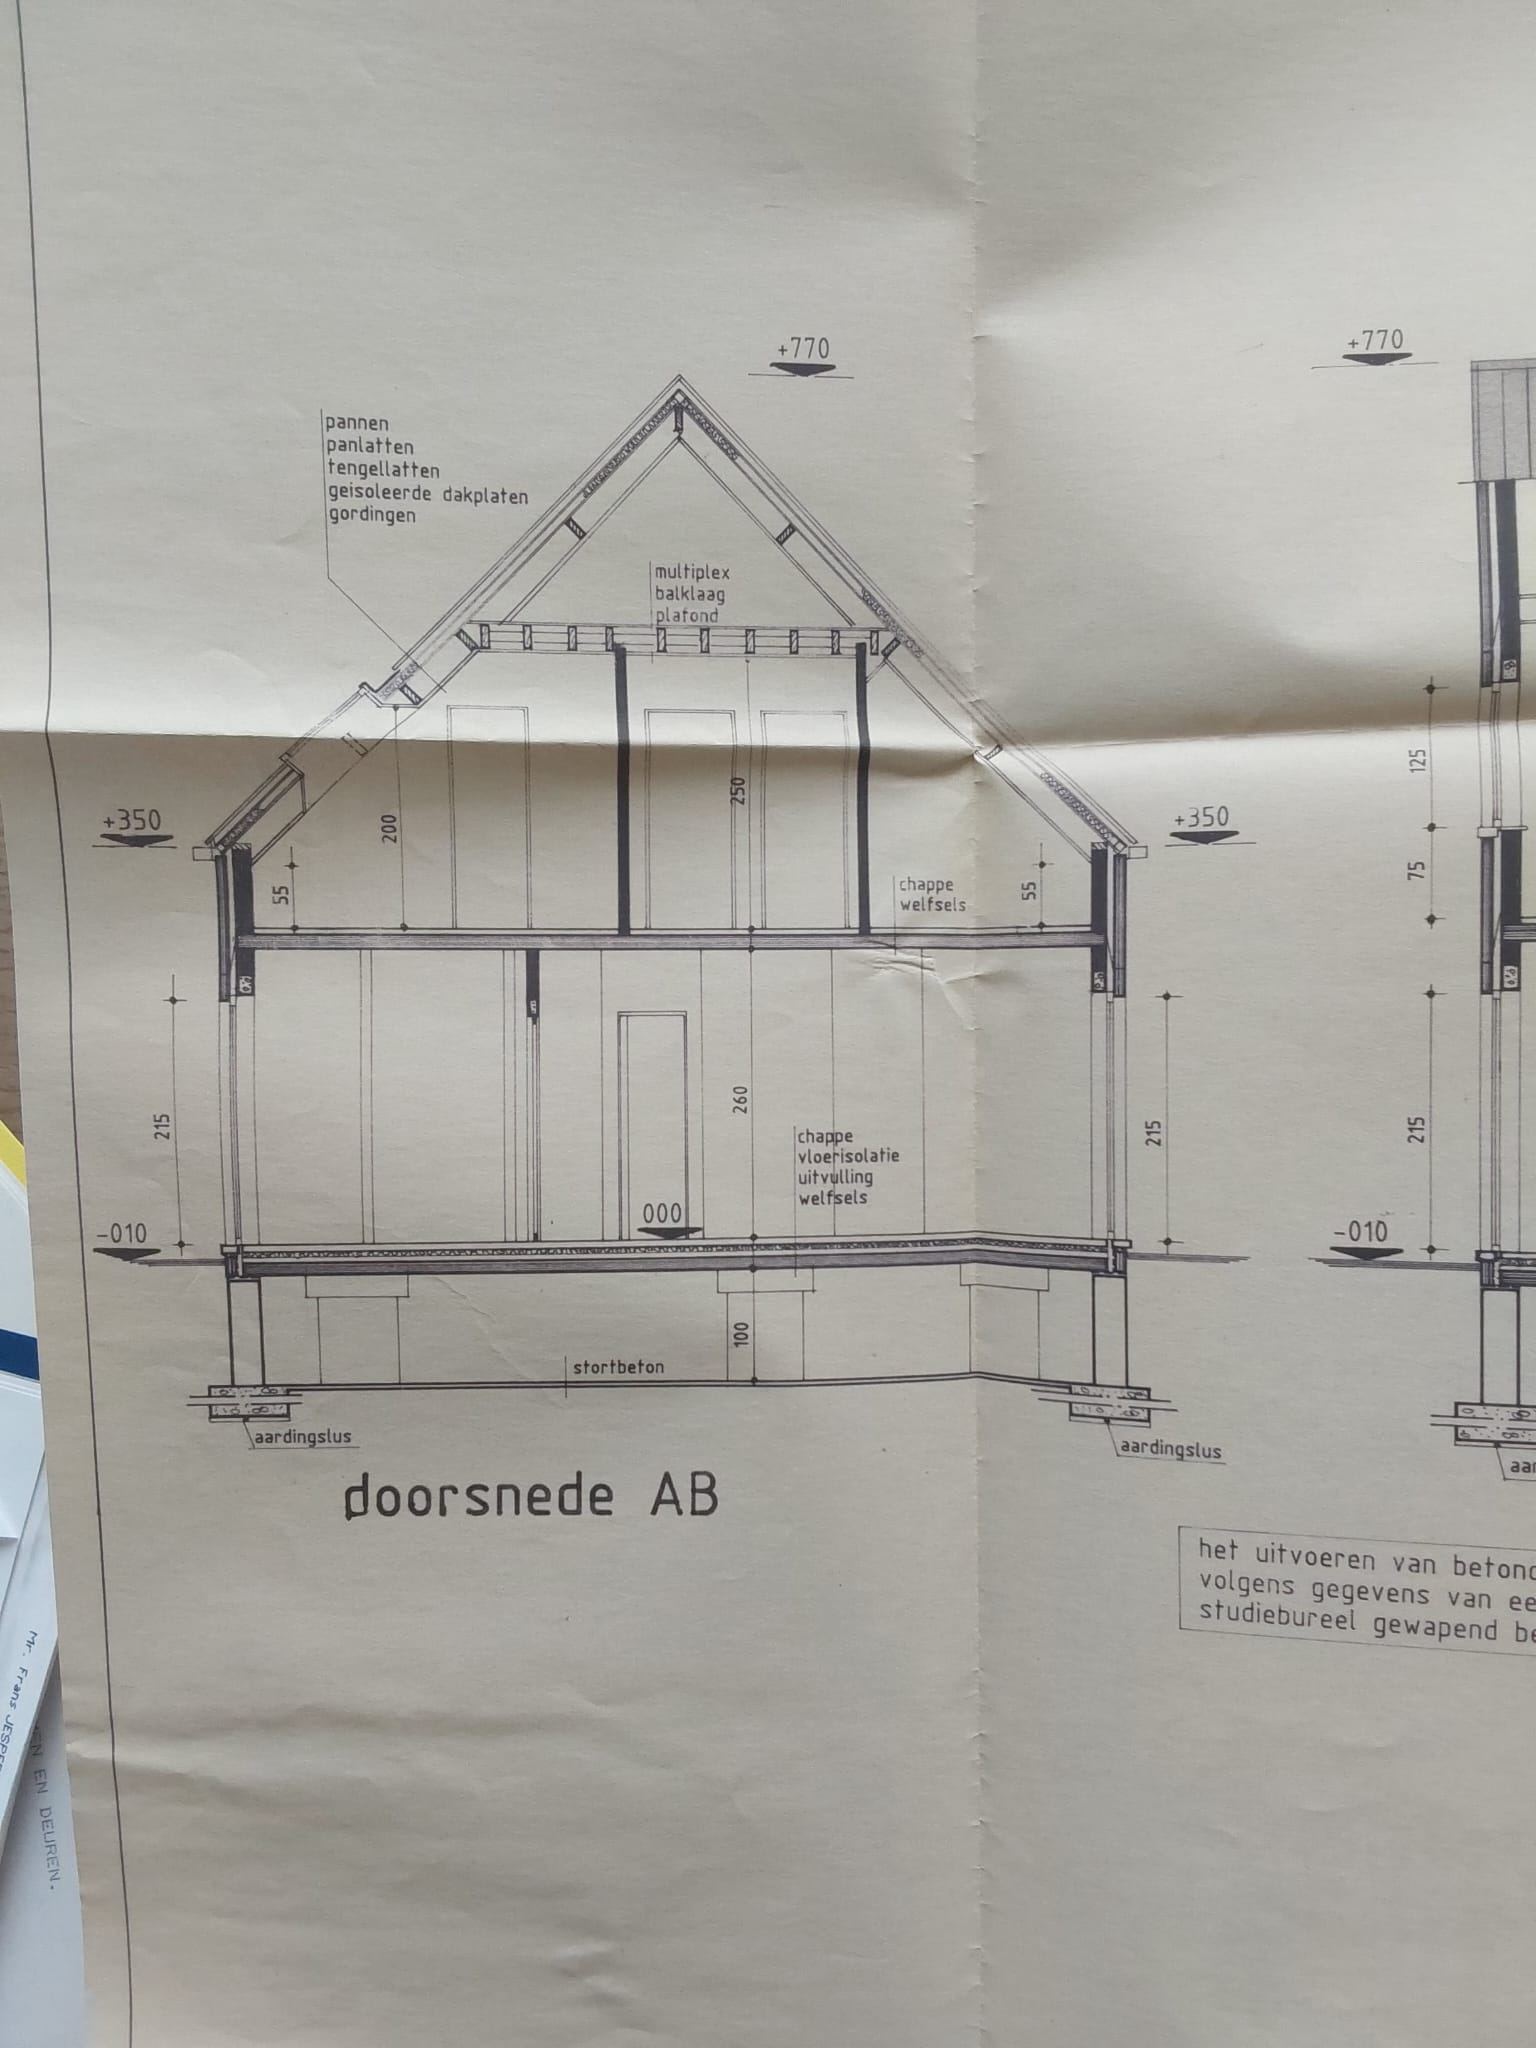 +770
+770
pannen
panlatten
tengellatten
geisoleerde dakplaten
gordingen
multiplex
balklaag
plafond
+350
+350
200
250
125
75
55
55
chappe
welfsels
215
260
215
215
chappe
vloerisolatie
uitvulling
welfsels
000
-010
-010
100
stortbeton
aardingslus
aardingslus
aar
doorsnede AB
het uitvoeren van betonc
volgens gegevens van ee
studiebureel gewapend be
Mr. Frans JESPE
EN EN DEUREN.